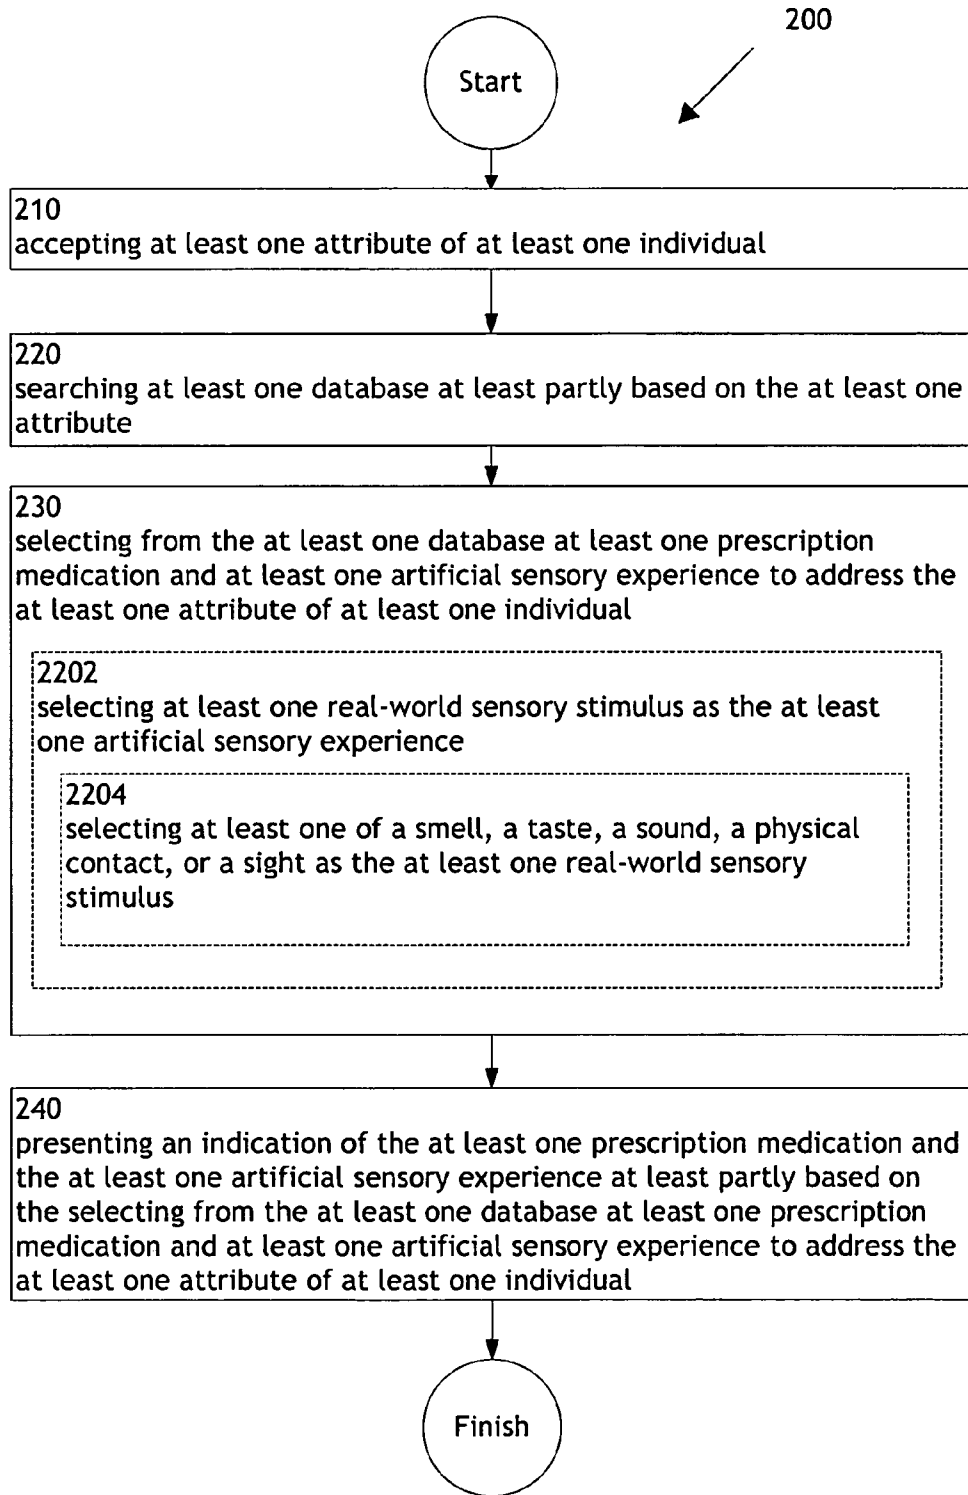 200
Start
210
accepting at least one attribute of at least one individual
220
searching at least one database at least partly based on the at least one
attribute
230
selecting from the at least one database at least one prescription
medication and at least one artificial sensory experience to address the
at least one attribute of at least one individual
2202
selecting at least one real-world sensory stimulus as the at least
one artificial sensory experience
2204
selecting at least one of a smell, a taste, a sound, a physical
contact, or a sight as the at least one real-world sensory
stimulus
240
presenting an indication of the at least one prescription medication and
the at least one artificial sensory experience at least partly based on
the selecting from the at least one database at least one prescription
medication and at least one artificial sensory experience to address the
at least one attribute of at least one individual
Finish